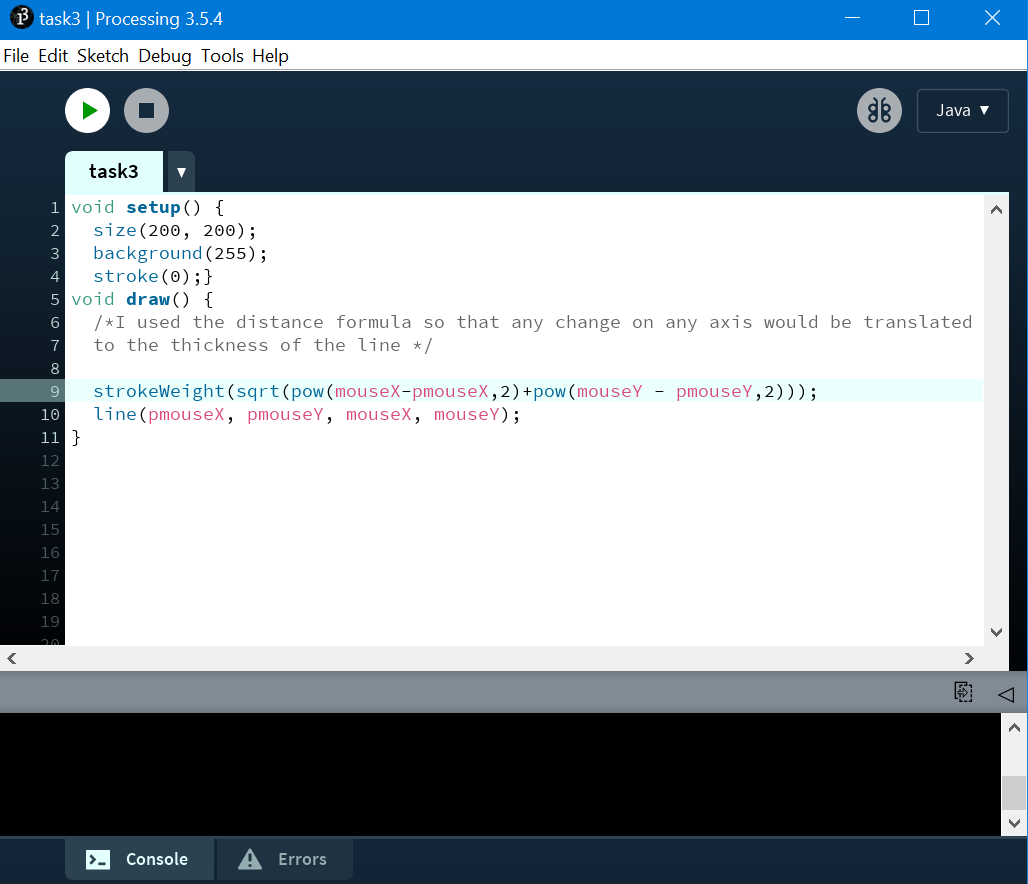 task3 | Processing 3.5.4
File Edit Sketch Debug Tools Help
Java ▼
task3 ▼
1 void setup() {
2   size(200, 200);
3   background(255);
4   stroke(0);}
5 void draw() {
6   /*I used the distance formula so that any change on any axis would be translated
7   to the thickness of the line */
8
9   strokeWeight(sqrt(pow(mouseX-pmouseX,2)+pow(mouseY - pmouseY,2)));
10   line(pmouseX, pmouseY, mouseX, mouseY);
11 }
12
13
14
15
16
17
18
19
20
Console Errors